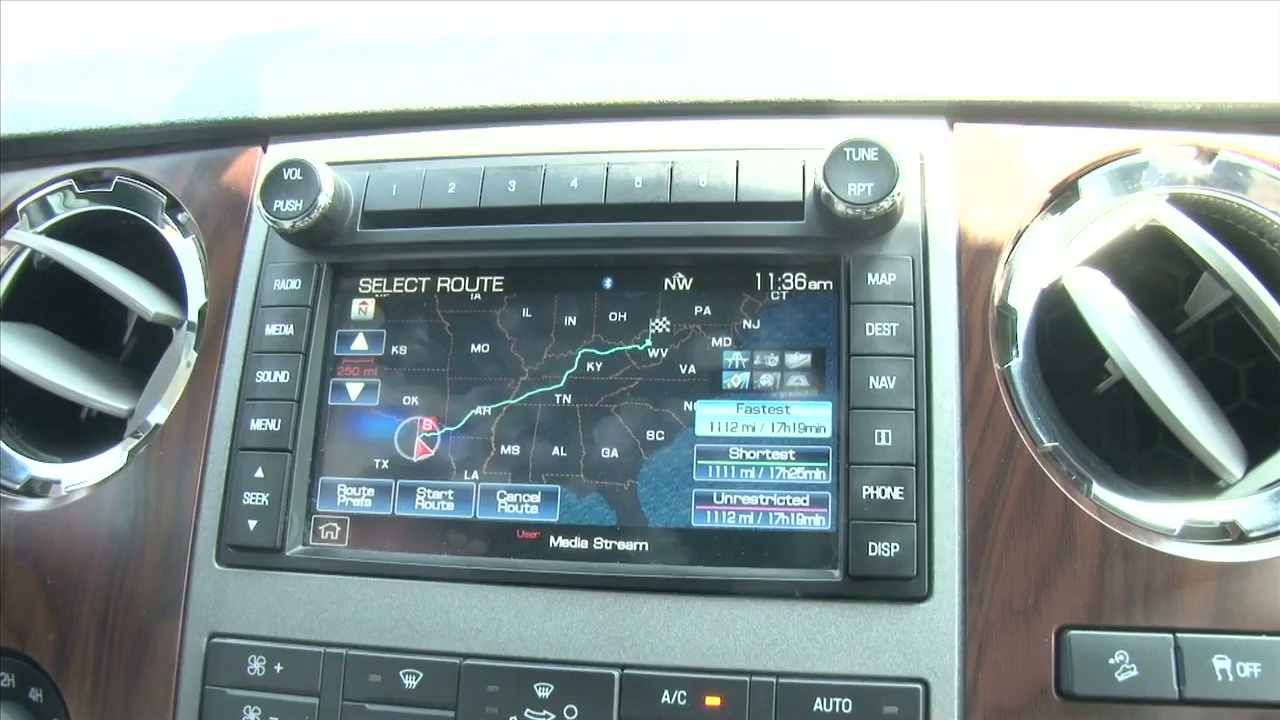 VOL
PUSH
1
2
3
4
5
6
TUNE
RPT
RADIO
MEDIA
SOUND
MENU
SEEK
MAP
DEST
NAV
PHONE
DISP
SELECT ROUTE
NW
11:36am
N
250 mi
IA
IL
IN
OH
PA
CT
NJ
MD
KS
MO
WV
KY
VA
OK
AR
TN
SC
TX
LA
MS
AL
GA
S
Fastest
1112 mi / 17h19min
Shortest
1111 mi / 17h25min
Unrestricted
1112 mi / 17h19min
Route
Prefs
Start
Route
Cancel
Route
User
Media Stream
2H
4H
+
A/C
AUTO
OFF